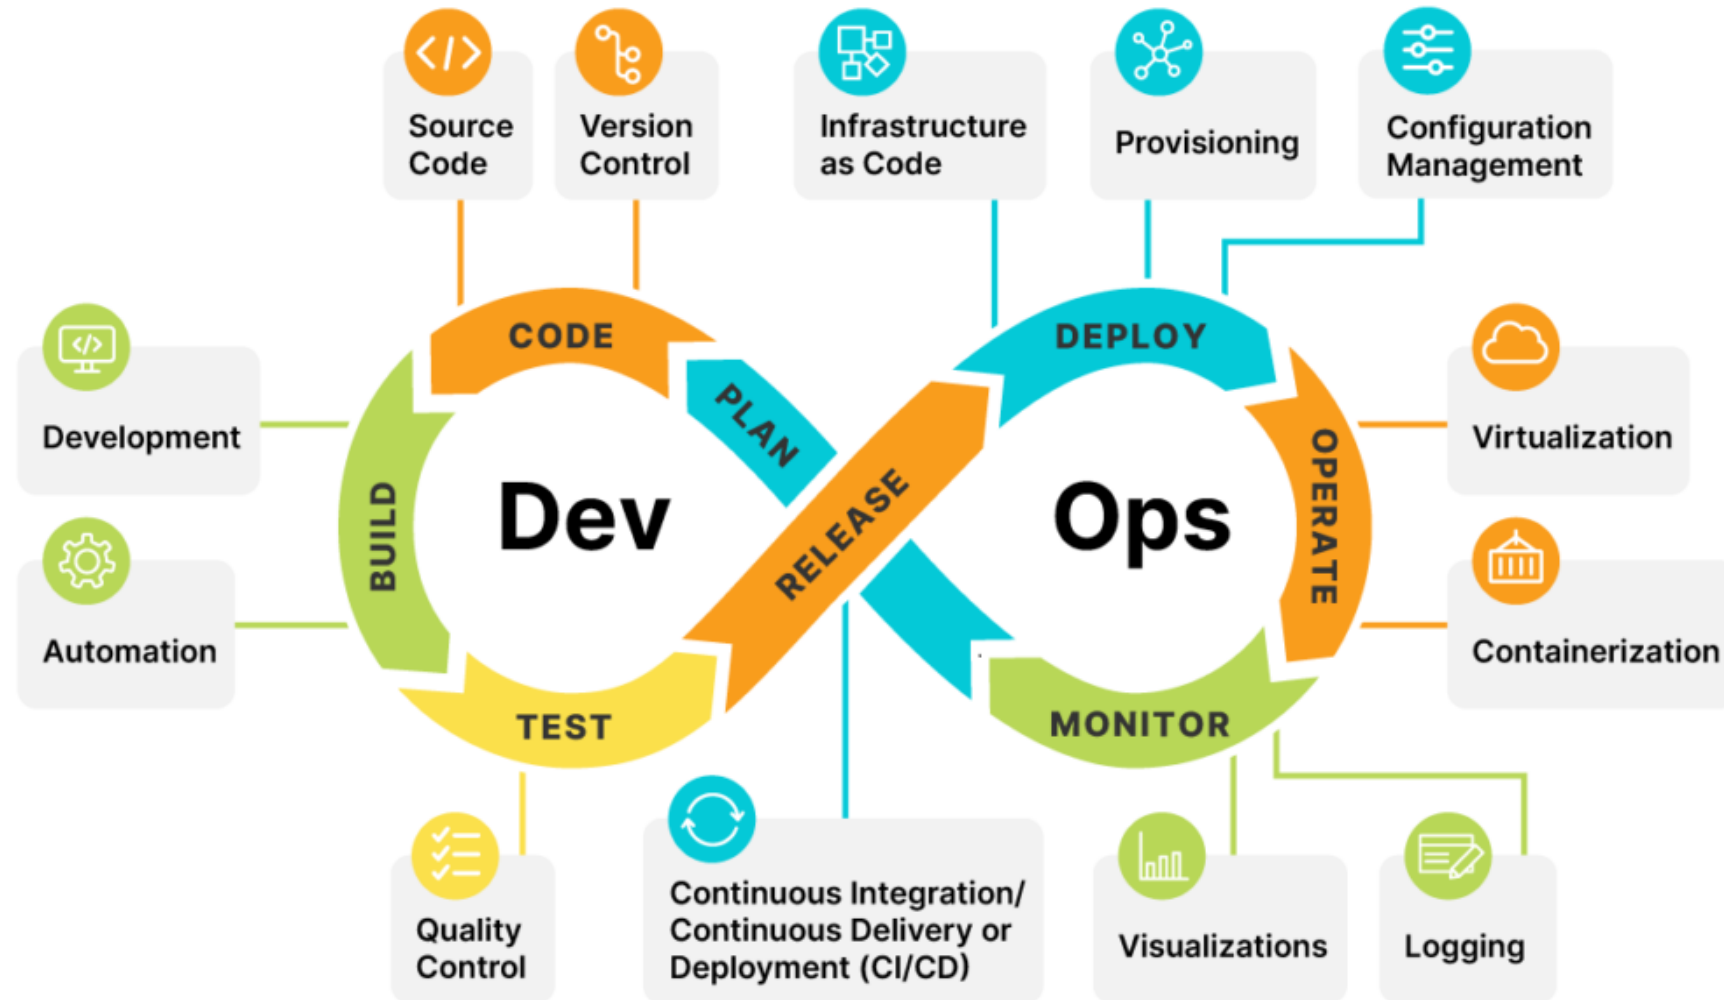 Source
Code
Version
Control
Infrastructure
as Code
Provisioning
Configuration
Management
Development
Automation
CODE
PLAN
BUILD
Dev
TEST
RELEASE
DEPLOY
Ops
OPERATE
MONITOR
Virtualization
Containerization
Quality
Control
Continuous Integration/
Continuous Delivery or
Deployment (CI/CD)
Visualizations
Logging